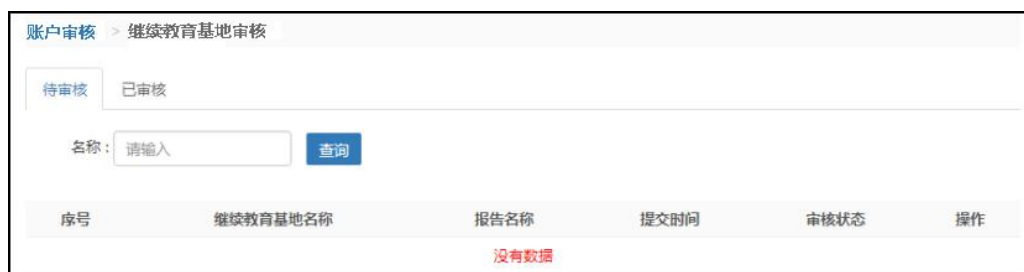 账户审核 > 继续教育基地审核
待审核 已审核
名称： 请输入 查询
序号 继续教育基地名称 报告名称 提交时间 审核状态 操作
没有数据